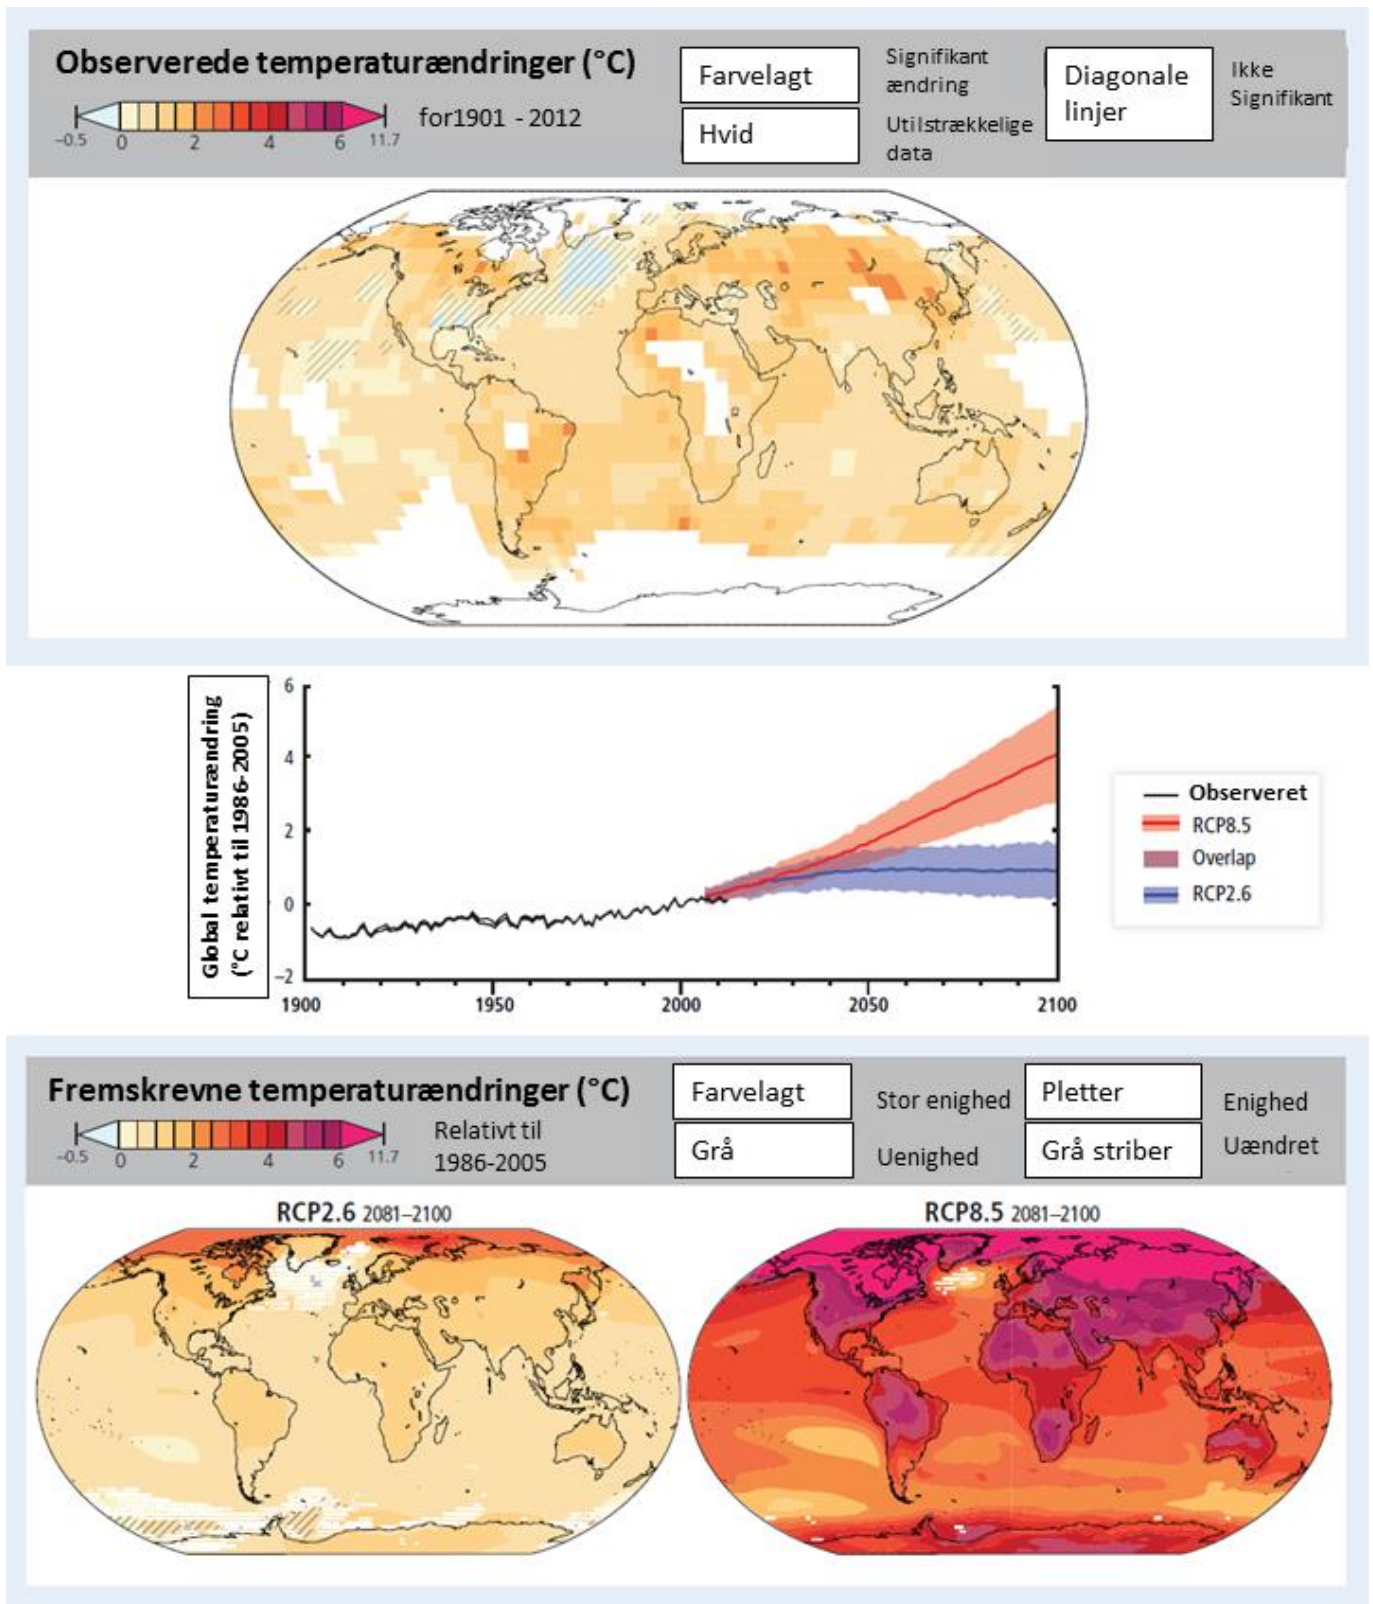 Observerede temperaturændringer (°C)
–0.5 0 2 4 6 11.7
for1901 - 2012
Farvelagt
Signifikant
ændring
Hvid
Utilstrækkelige
data
Diagonale
linjer
Ikke
Signifikant
Global temperaturændring
(°C relativt til 1986-2005)
6
4
2
0
–2
1900 1950 2000 2050 2100
Observeret
RCP8.5
Overlap
RCP2.6
Fremskrevne temperaturændringer (°C)
–0.5 0 2 4 6 11.7
Relativt til
1986-2005
Farvelagt
Stor enighed
Grå
Uenighed
Pletter
Enighed
Grå striber
Uændret
RCP2.6 2081–2100
RCP8.5 2081–2100